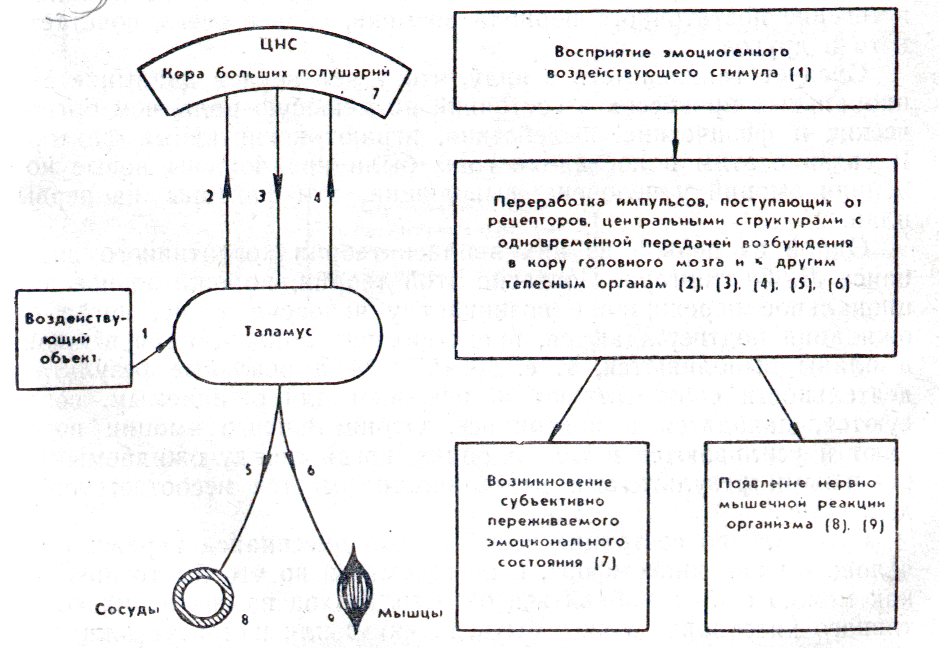 ЦНС
Кора больших полушарий
7
2
3
4
Воздейству-
ющий
объект
1
Таламус
5
6
Сосуды
8
9
Мышцы
Восприятие эмоциогенного
воздействующего стимула (1)
Переработка импульсов, поступающих от
рецепторов, центральными структурами с
одновременной передачей возбуждения
в кору головного мозга и к другим
телесным органам (2), (3), (4), (5), (6)
Возникновение
субъективно
переживаемого
эмоционального
состояния (7)
Появление нервно
мышечной реакции
организма (8), (9)